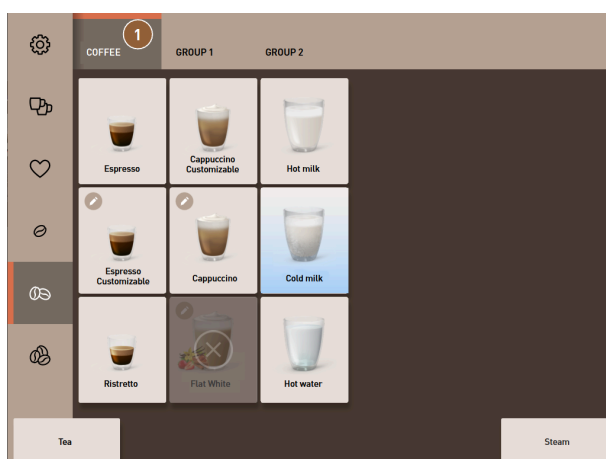 1
COFFEE
GROUP 1
GROUP 2
Espresso
Cappuccino
Customizable
Hot milk
Espresso
Customizable
Cappuccino
Cold milk
Ristretto
Flat White
Hot water
Tea
Steam